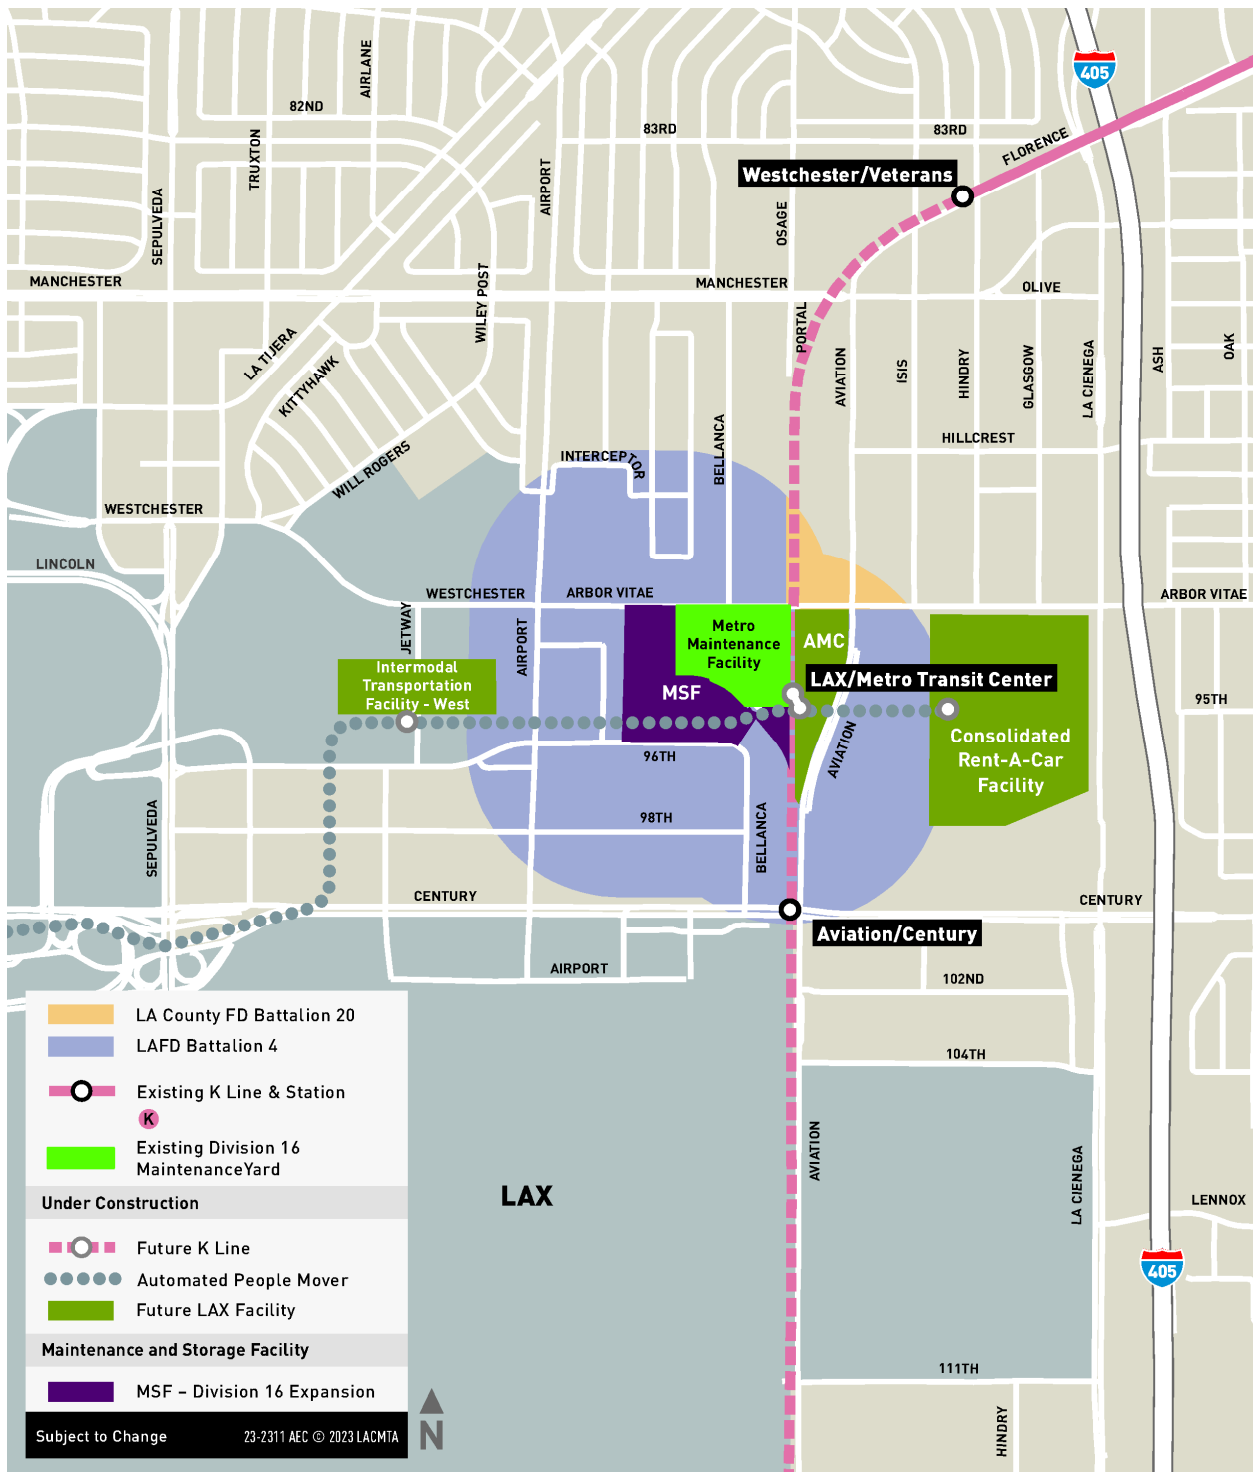 405
AIRLANE
82ND
83RD
83RD
FLORENCE
TRUXTON
AIRPORT
Westchester/Veterans
SEPULVEDA
OSAGE
MANCHESTER
MANCHESTER
OLIVE
WILEY POST
PORTAL
LA TIJERA
KITTYHAWK
AVIATION
ISIS
HINDRY
GLASGOW
LA CIENEGA
ASH
OAK
BELLANCA
HILLCREST
INTERCEPTOR
WILL ROGERS
WESTCHESTER
LINCOLN
WESTCHESTER
ARBOR VITAE
ARBOR VITAE
JETWAY
AIRPORT
Metro
Maintenance
Facility
AMC
Intermodal
Transportation
Facility - West
MSF
LAX/Metro Transit Center
95TH
AVIATION
Consolidated
Rent-A-Car
Facility
96TH
98TH
SEPULVEDA
BELLANCA
CENTURY
CENTURY
Aviation/Century
AIRPORT
102ND
104TH
AVIATION
LA CIENEGA
LAX
LENNOX
405
111TH
HINDRY
LA County FD Battalion 20
LAFD Battalion 4
Existing K Line & Station
K
Existing Division 16
MaintenanceYard
Under Construction
Future K Line
Automated People Mover
Future LAX Facility
Maintenance and Storage Facility
MSF – Division 16 Expansion
Subject to Change
23-2311 AEC © 2023 LACMTA
N